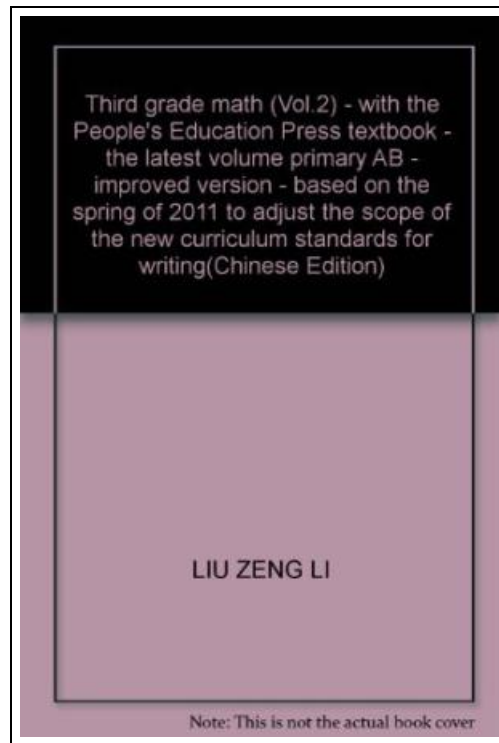 Third grade math (Vol.2) - with the
People's Education Press textbook -
the latest volume primary AB -
improved version - based on the
spring of 2011 to adjust the scope of
the new curriculum standards for
writing(Chinese Edition)
LIU ZENG LI
Note: This is not the actual book cover